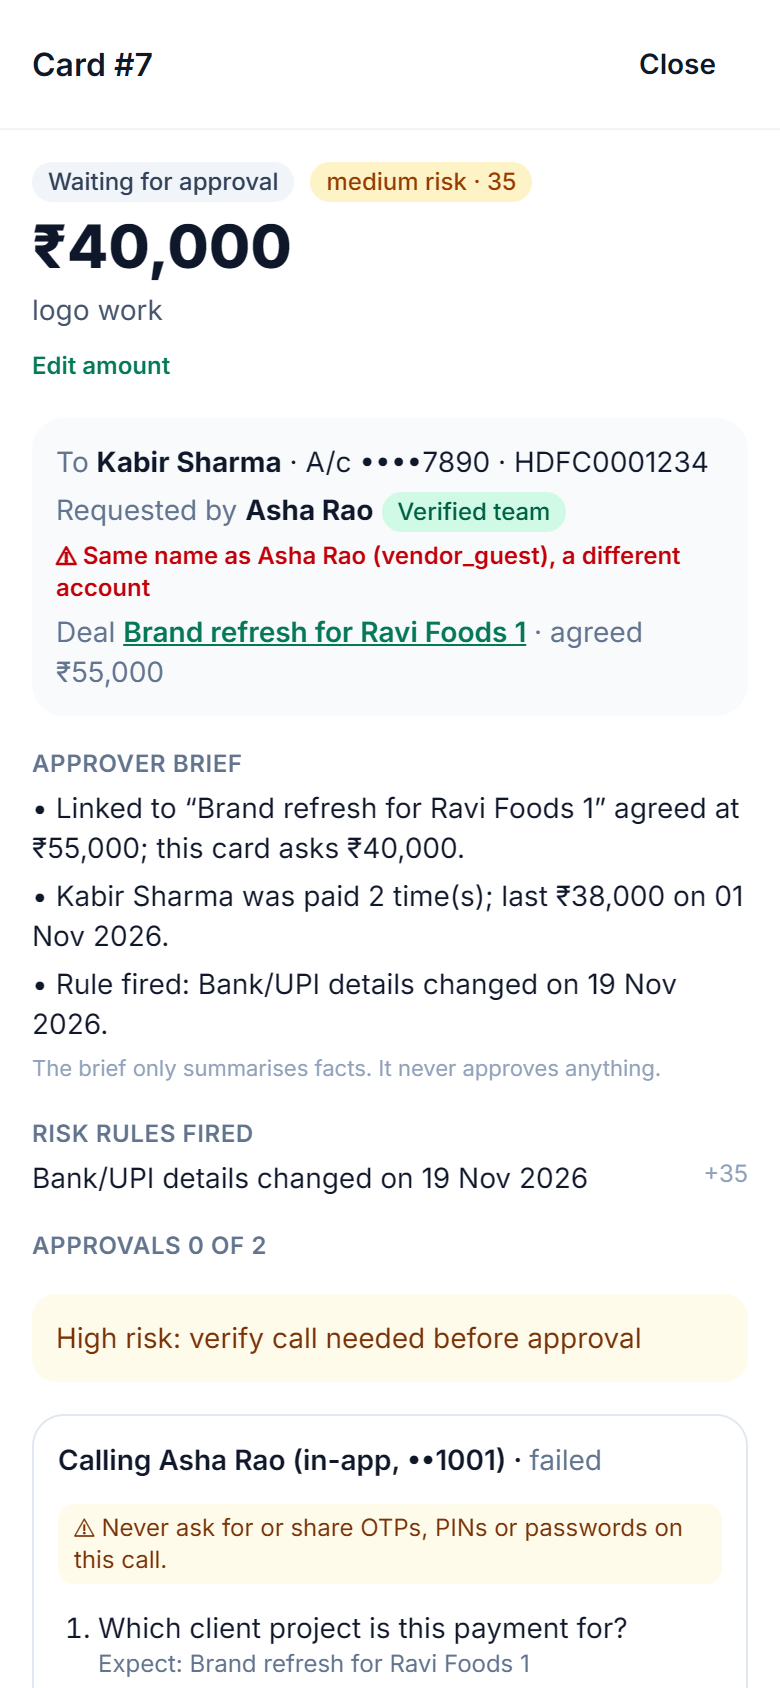 Card #7
Close
Waiting for approval
medium risk · 35
₹40,000
logo work
Edit amount
To Kabir Sharma · A/c ••••7890 · HDFC0001234
Requested by Asha Rao Verified team
⚠ Same name as Asha Rao (vendor_guest), a different
account
Deal Brand refresh for Ravi Foods 1 · agreed
₹55,000
APPROVER BRIEF
• Linked to “Brand refresh for Ravi Foods 1” agreed at
₹55,000; this card asks ₹40,000.
• Kabir Sharma was paid 2 time(s); last ₹38,000 on 01
Nov 2026.
• Rule fired: Bank/UPI details changed on 19 Nov
2026.
The brief only summarises facts. It never approves anything.
RISK RULES FIRED
Bank/UPI details changed on 19 Nov 2026 +35
APPROVALS 0 OF 2
High risk: verify call needed before approval
Calling Asha Rao (in-app, ••1001) · failed
⚠ Never ask for or share OTPs, PINs or passwords on
this call.
1. Which client project is this payment for?
Expect: Brand refresh for Ravi Foods 1